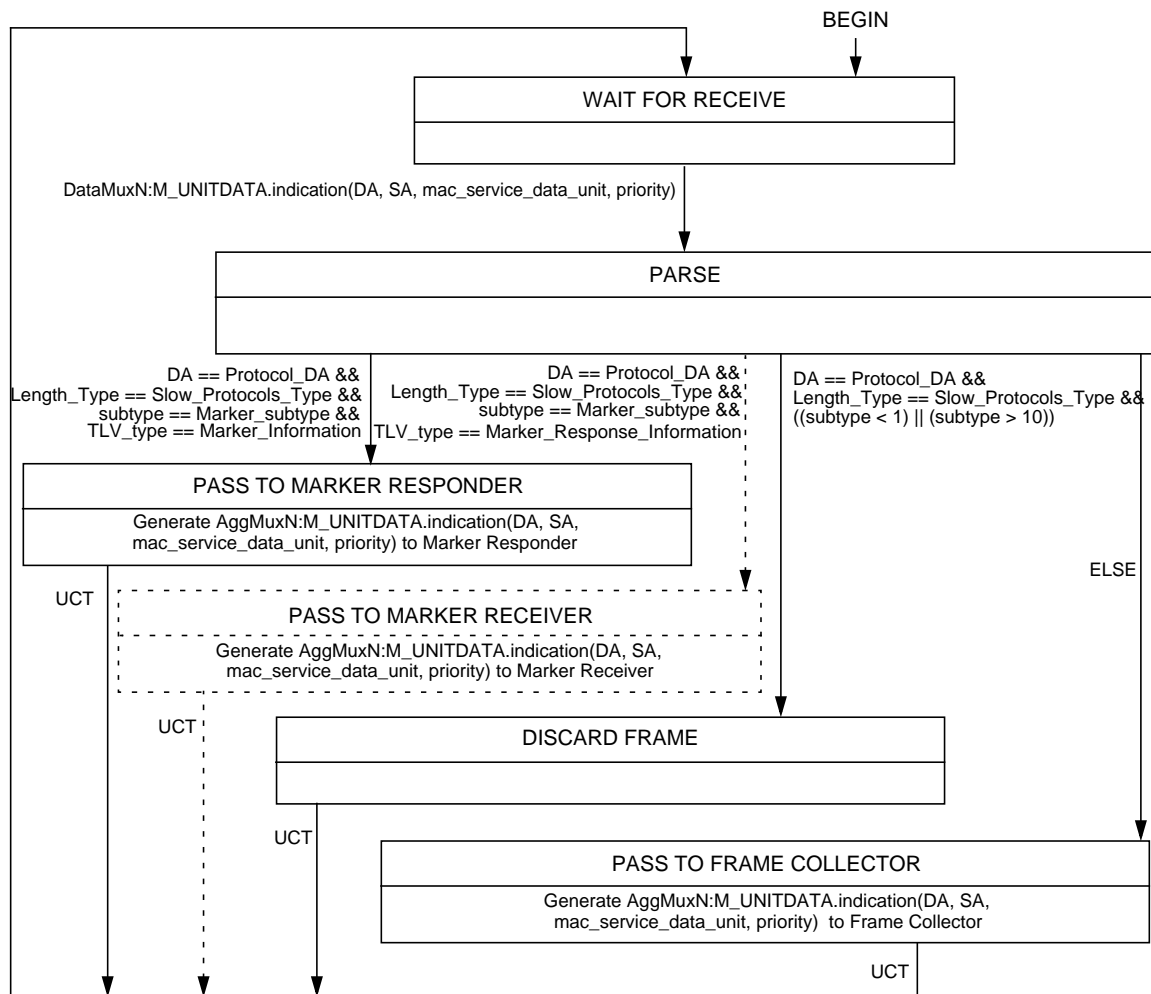 BEGIN
WAIT FOR RECEIVE
DataMuxN:M_UNITDATA.indication(DA, SA, mac_service_data_unit, priority)
PARSE
DA == Protocol_DA &&
Length_Type == Slow_Protocols_Type &&
subtype == Marker_subtype &&
TLV_type == Marker_Information
DA == Protocol_DA &&
Length_Type == Slow_Protocols_Type &&
subtype == Marker_subtype &&
TLV_type == Marker_Response_Information
DA == Protocol_DA &&
Length_Type == Slow_Protocols_Type &&
((subtype < 1) || (subtype > 10))
PASS TO MARKER RESPONDER
Generate AggMuxN:M_UNITDATA.indication(DA, SA,
mac_service_data_unit, priority) to Marker Responder
ELSE
UCT
PASS TO MARKER RECEIVER
Generate AggMuxN:M_UNITDATA.indication(DA, SA,
mac_service_data_unit, priority) to Marker Receiver
UCT
DISCARD FRAME
UCT
PASS TO FRAME COLLECTOR
Generate AggMuxN:M_UNITDATA.indication(DA, SA,
mac_service_data_unit, priority) to Frame Collector
UCT